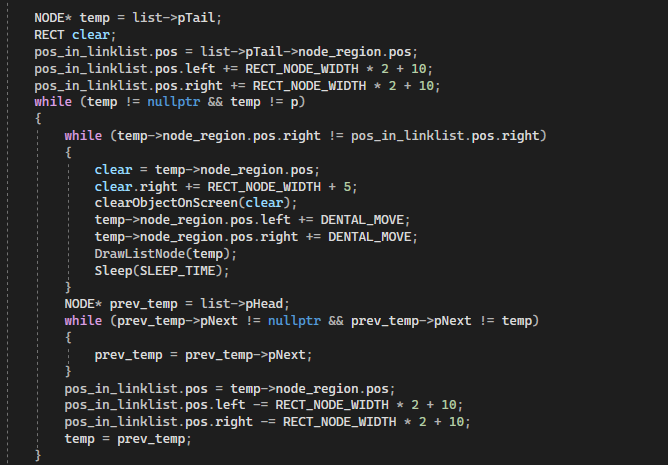 NODE* temp = list->pTail;
RECT clear;
pos_in_linklist.pos = list->pTail->node_region.pos;
pos_in_linklist.pos.left += RECT_NODE_WIDTH * 2 + 10;
pos_in_linklist.pos.right += RECT_NODE_WIDTH * 2 + 10;
while (temp != nullptr && temp != p)
{
while (temp->node_region.pos.right != pos_in_linklist.pos.right)
{
clear = temp->node_region.pos;
clear.right += RECT_NODE_WIDTH + 5;
clearObjectOnScreen(clear);
temp->node_region.pos.left += DENTAL_MOVE;
temp->node_region.pos.right += DENTAL_MOVE;
DrawListNode(temp);
Sleep(SLEEP_TIME);
}
NODE* prev_temp = list->pHead;
while (prev_temp->pNext != nullptr && prev_temp->pNext != temp)
{
prev_temp = prev_temp->pNext;
}
pos_in_linklist.pos = temp->node_region.pos;
pos_in_linklist.pos.left -= RECT_NODE_WIDTH * 2 + 10;
pos_in_linklist.pos.right -= RECT_NODE_WIDTH * 2 + 10;
temp = prev_temp;
}